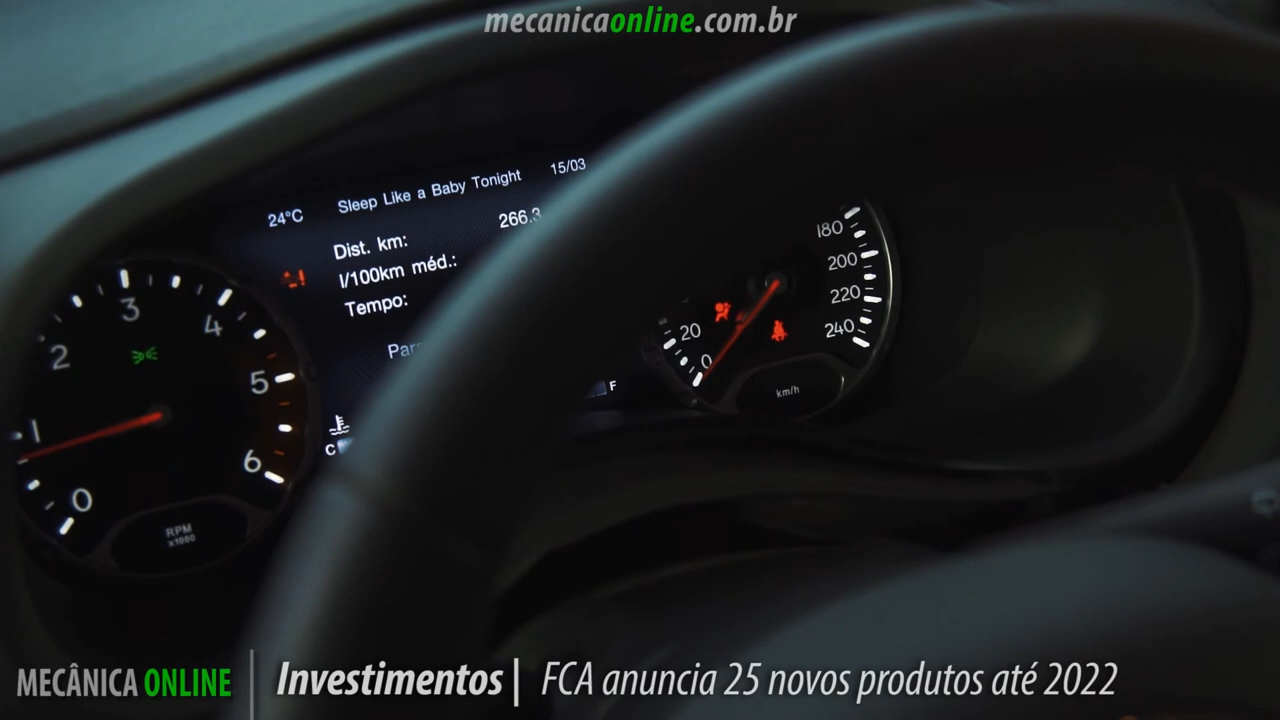 mecanicaonline.com.br
24°C Sleep Like a Baby Tonight 15/03
Dist. km: 266.3
l/100km méd.:
Tempo:
3
2 4
1 5
0 6
RPM
x1000
C
F
180
200
20 220
0 240
km/h
MECÂNICA ONLINE Investimentos | FCA anuncia 25 novos produtos até 2022